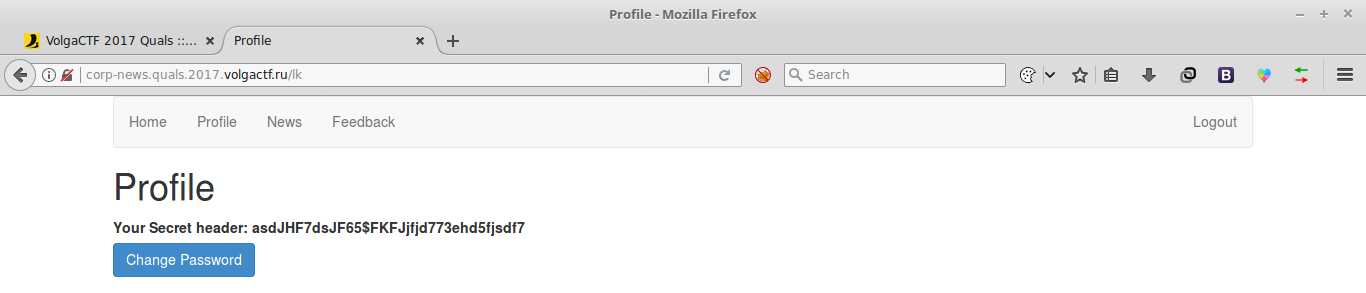 Profile - Mozilla Firefox
VolgaCTF 2017 Quals ::...
Profile
corp-news.quals.2017.volgactf.ru/lk
Search
B
Home Profile News Feedback Logout
Profile
Your Secret header: asdJHF7dsJF65$FKFJjfjd773ehd5fjsdf7
Change Password